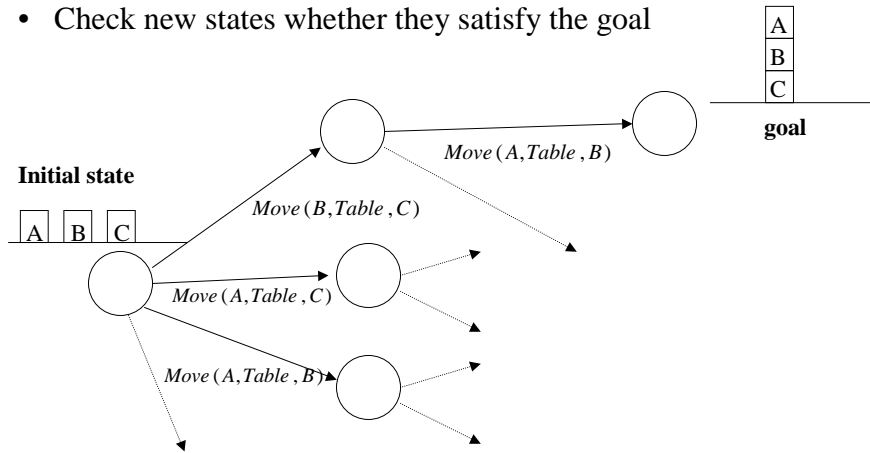 • Check new states whether they satisfy the goal
A
B
C
goal
Move(A,Table,B)
Initial state
A B C
Move(B,Table,C)
Move(A,Table,C)
Move(A,Table,B)